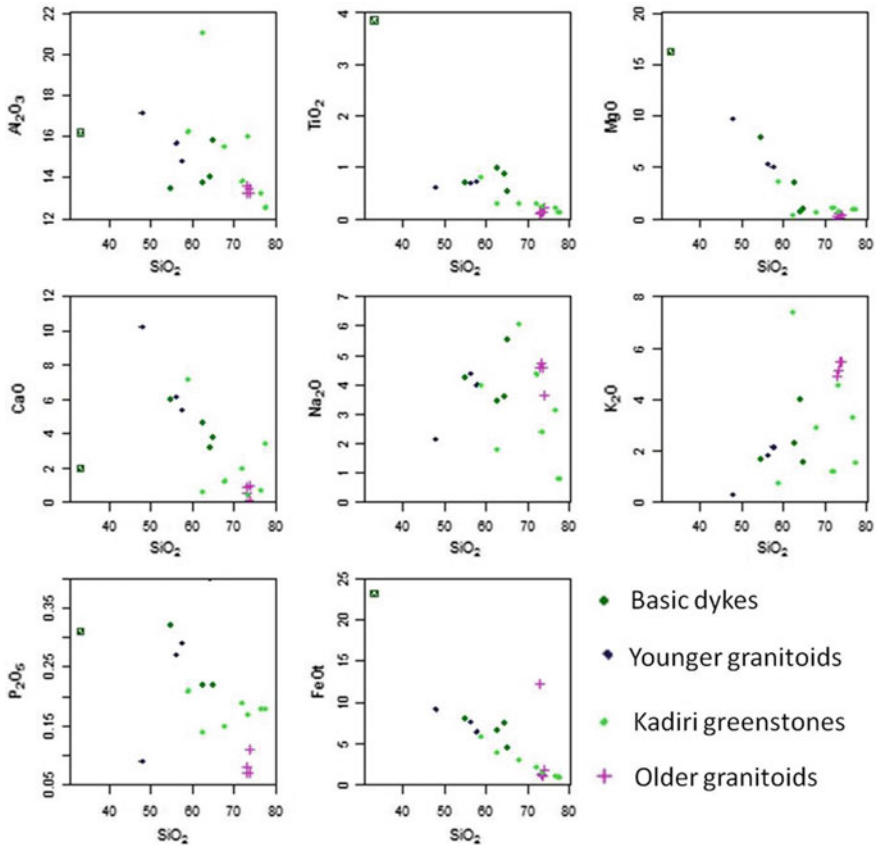 22
20
18
16
14
12
Al₂O₃
40 50 60 70 80
SiO₂
4
3
2
1
0
TiO₂
40 50 60 70 80
SiO₂
20
15
10
5
0
MgO
40 50 60 70 80
SiO₂
12
10
8
6
4
2
0
CaO
40 50 60 70 80
SiO₂
7
6
5
4
3
2
1
0
Na₂O
40 50 60 70 80
SiO₂
8
6
4
2
0
K₂O
40 50 60 70 80
SiO₂
0.35
0.25
0.15
0.05
P₂O₅
40 50 60 70 80
SiO₂
25
20
15
10
5
0
FeOt
40 50 60 70 80
SiO₂
Basic dykes
Younger granitoids
Kadiri greenstones
Older granitoids